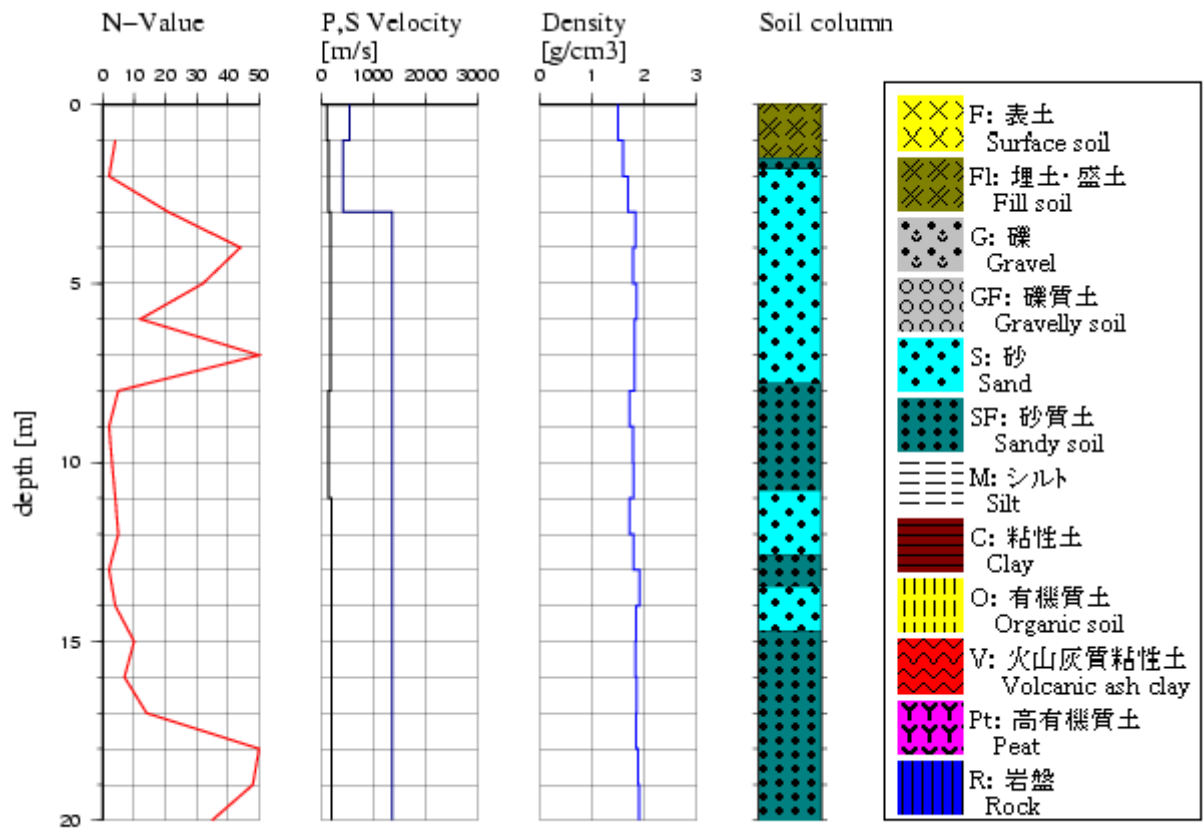 N-Value
P,S Velocity
[m/s]
Density
[g/cm3]
Soil column
0 10 20 30 40 50
0 1000 2000 3000
0 1 2 3
depth [m]
0
5
10
15
20
F: 表土
Surface soil
Fl: 埋土・盛土
Fill soil
G: 礫
Gravel
GF: 礫質土
Gravelly soil
S: 砂
Sand
SF: 砂質土
Sandy soil
M: シルト
Silt
C: 粘性土
Clay
O: 有機質土
Organic soil
V: 火山灰質粘性土
Volcanic ash clay
Pt: 高有機質土
Peat
R: 岩盤
Rock